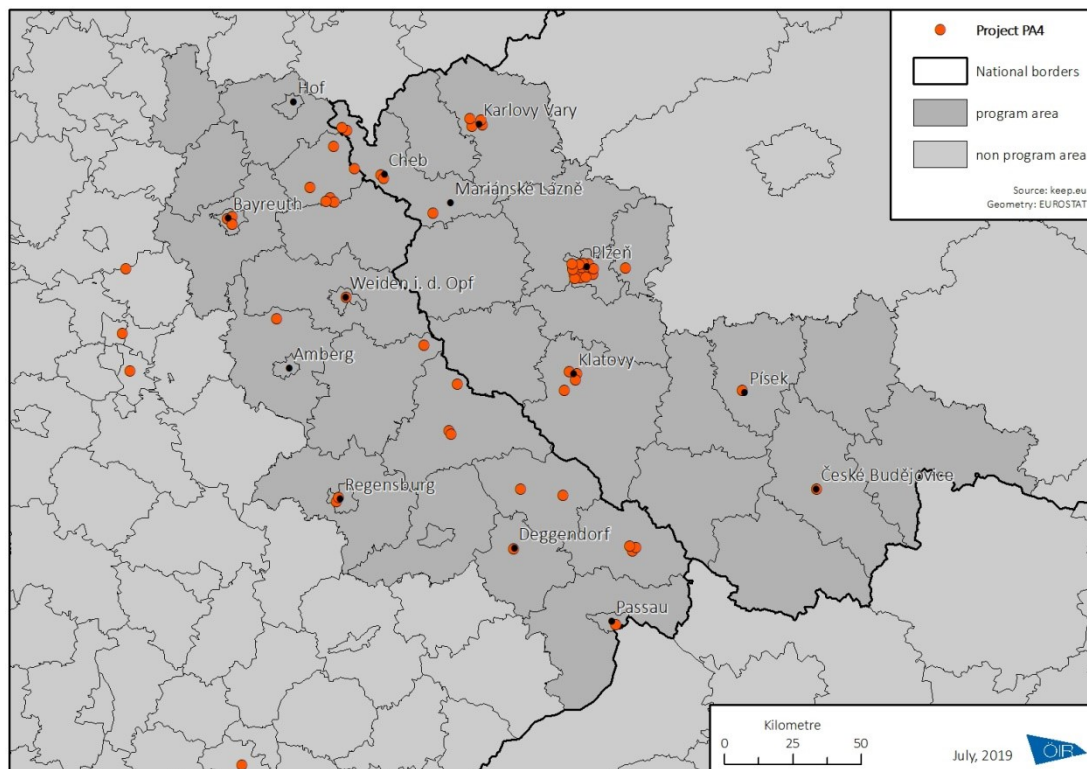 Project PA4
National borders
program area
non program area
Source: keep.eu
Geometry: EUROSTAT
Hof
Karlovy Vary
Cheb
Mariánské Lázně
Bayreuth
Plzeň
Weiden i. d. Opf
Amberg
Klatovy
Písek
České Budějovice
Regensburg
Deggendorf
Passau
Kilometre
0 25 50
July, 2019
ÖIR